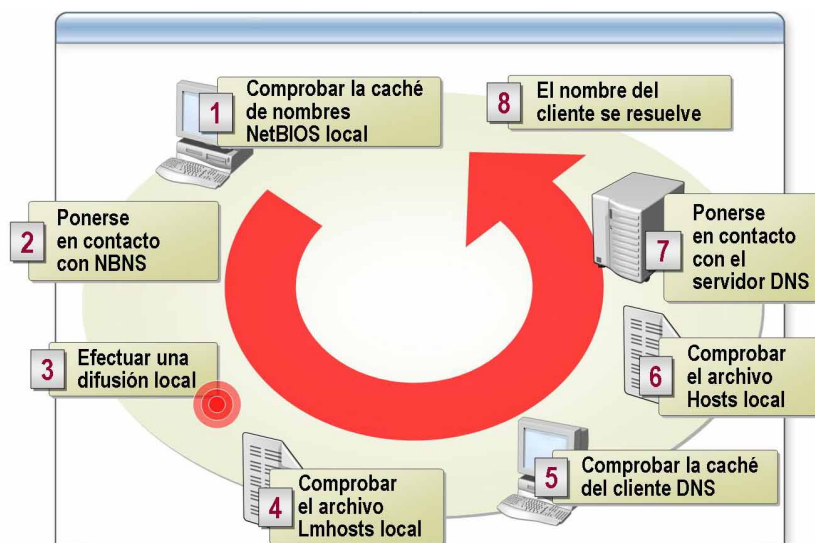 1
Comprobar la caché
de nombres
NetBIOS local
2
Ponerse
en contacto
con NBNS
3
Efectuar una
difusión local
4
Comprobar
el archivo
Lmhosts local
5
Comprobar la caché
del cliente DNS
6
Comprobar
el archivo
Hosts local
7
Ponerse
en contacto
con el
servidor DNS
8
El nombre del
cliente se resuelve